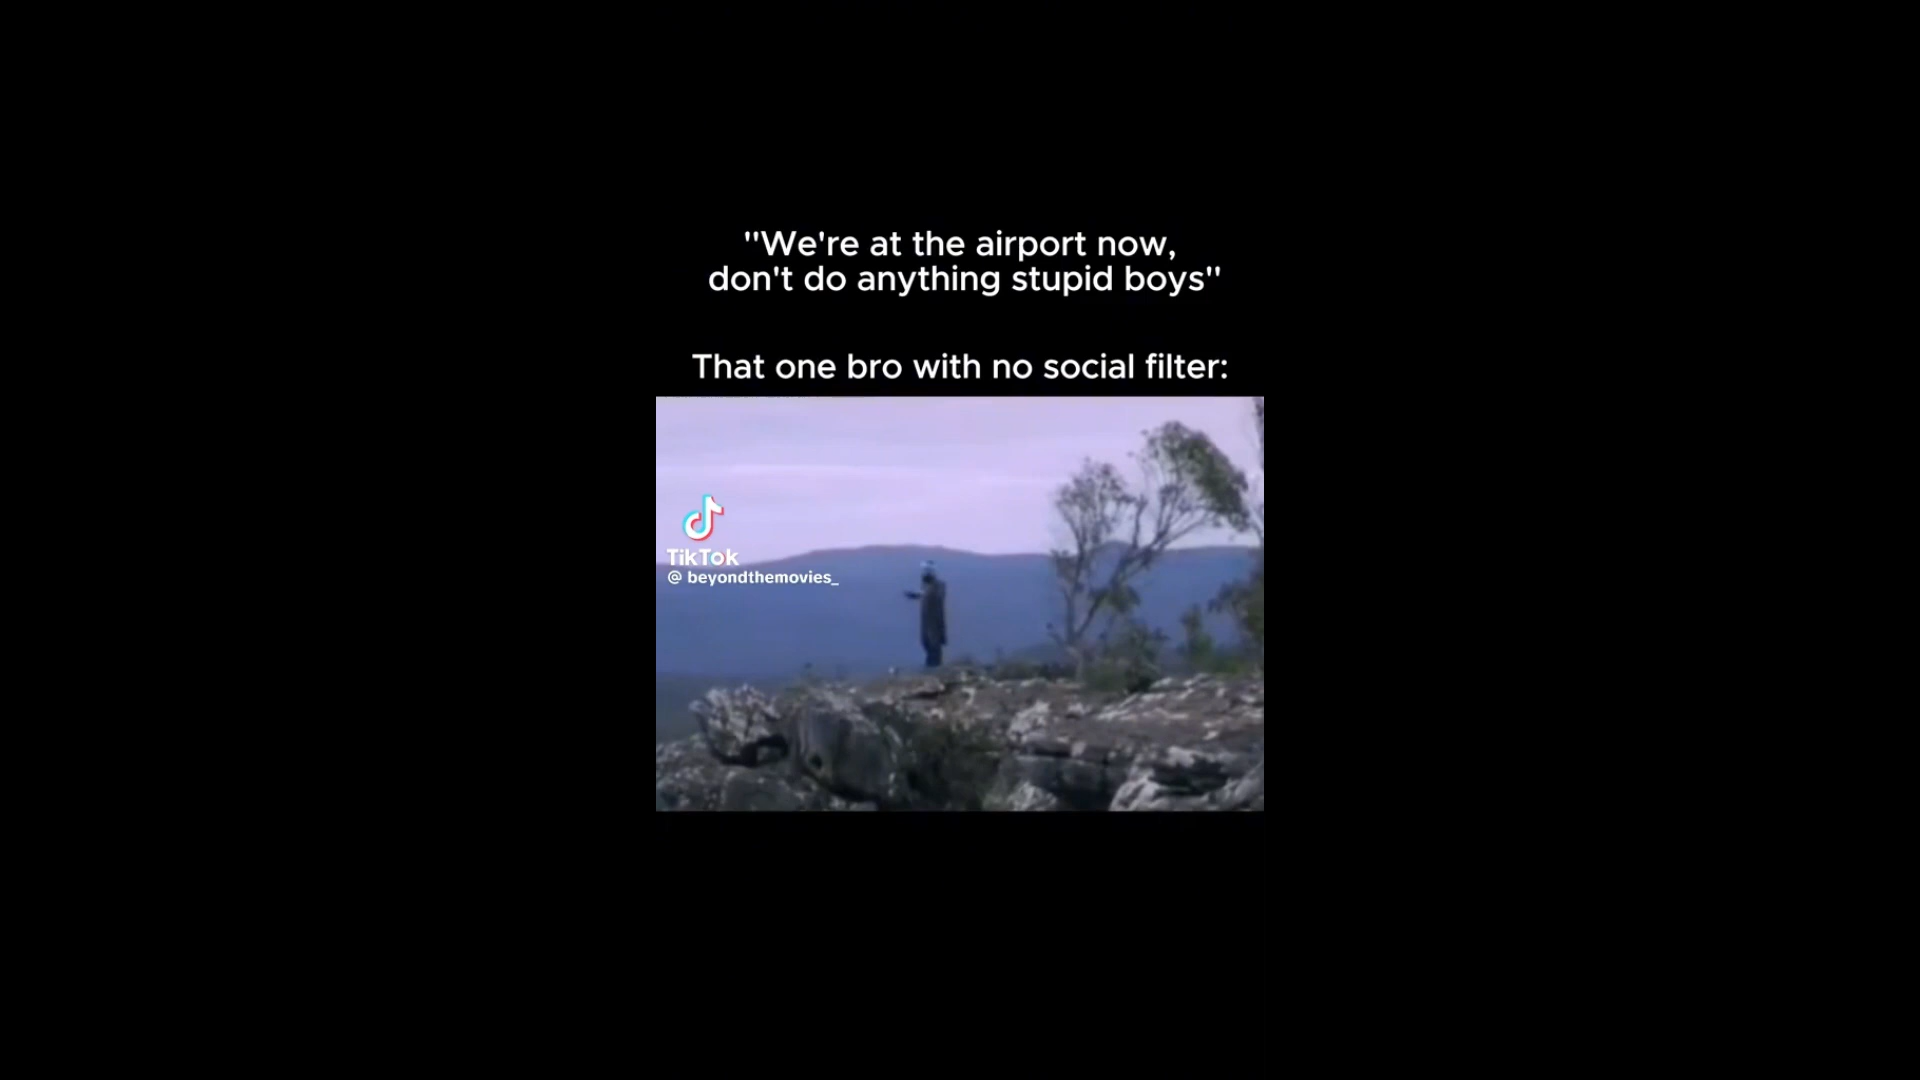 "We're at the airport now,
don't do anything stupid boys"
That one bro with no social filter:
TikTok
@ beyondthemovies_